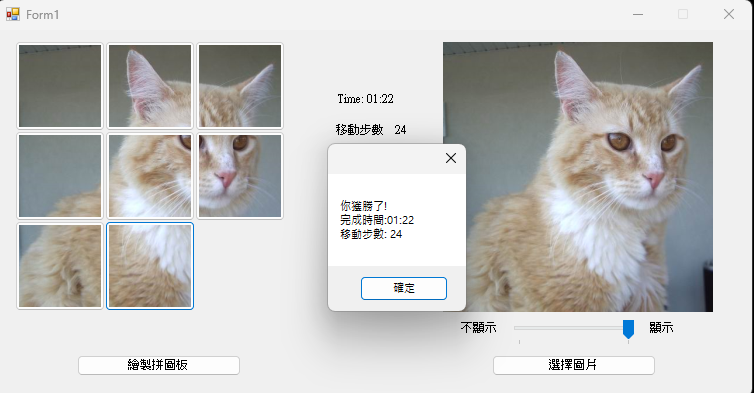 Form1
Time: 01:22
移動步數 24
你獲勝了!
完成時間:01:22
移動步數: 24
確定
不顯示
顯示
繪製拼圖板
選擇圖片